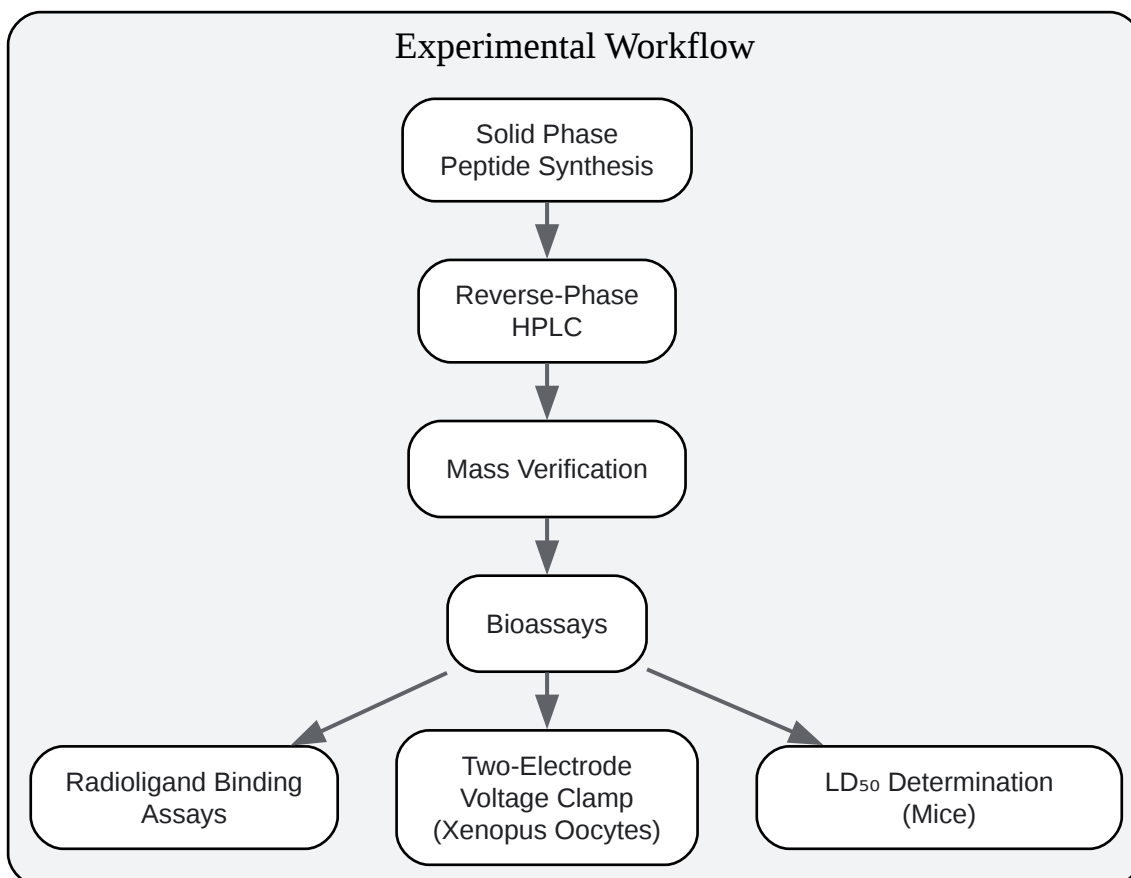 Experimental Workflow
Solid Phase
Peptide Synthesis
Reverse-Phase
HPLC
Mass Verification
Bioassays
Radioligand Binding
Assays
Two-Electrode
Voltage Clamp
(Xenopus Oocytes)
LD₅₀ Determination
(Mice)